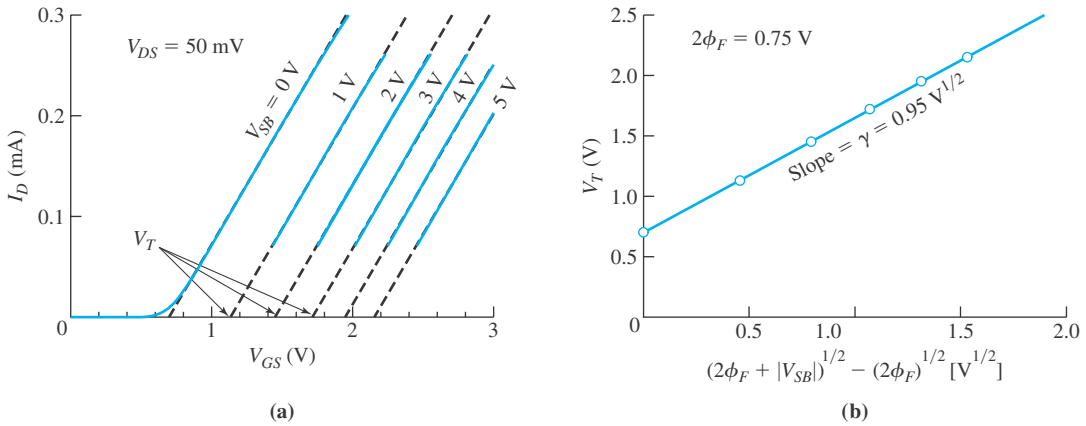 0.3
0.2
0.1
0
I_D (mA)
V_DS = 50 mV
V_SB = 0 V
1 V
2 V
3 V
4 V
5 V
V_T
0
1
2
3
V_GS (V)
(a)
2.5
2.0
1.5
1.0
0.5
0
V_T (V)
2ϕ_F = 0.75 V
Slope = γ = 0.95 V^1/2
0
0.5
1.0
1.5
2.0
(2ϕ_F + |V_SB|)^1/2 − (2ϕ_F)^1/2 [V^1/2]
(b)